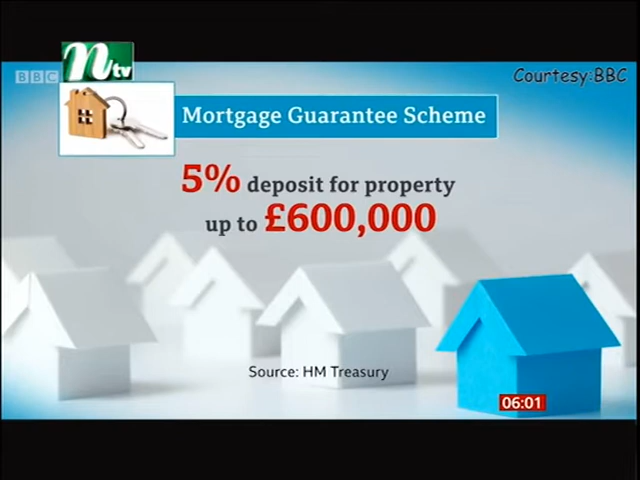 BBC
ntv
Courtesy:BBC
Mortgage Guarantee Scheme
5% deposit for property
up to £600,000
Source: HM Treasury
06:01